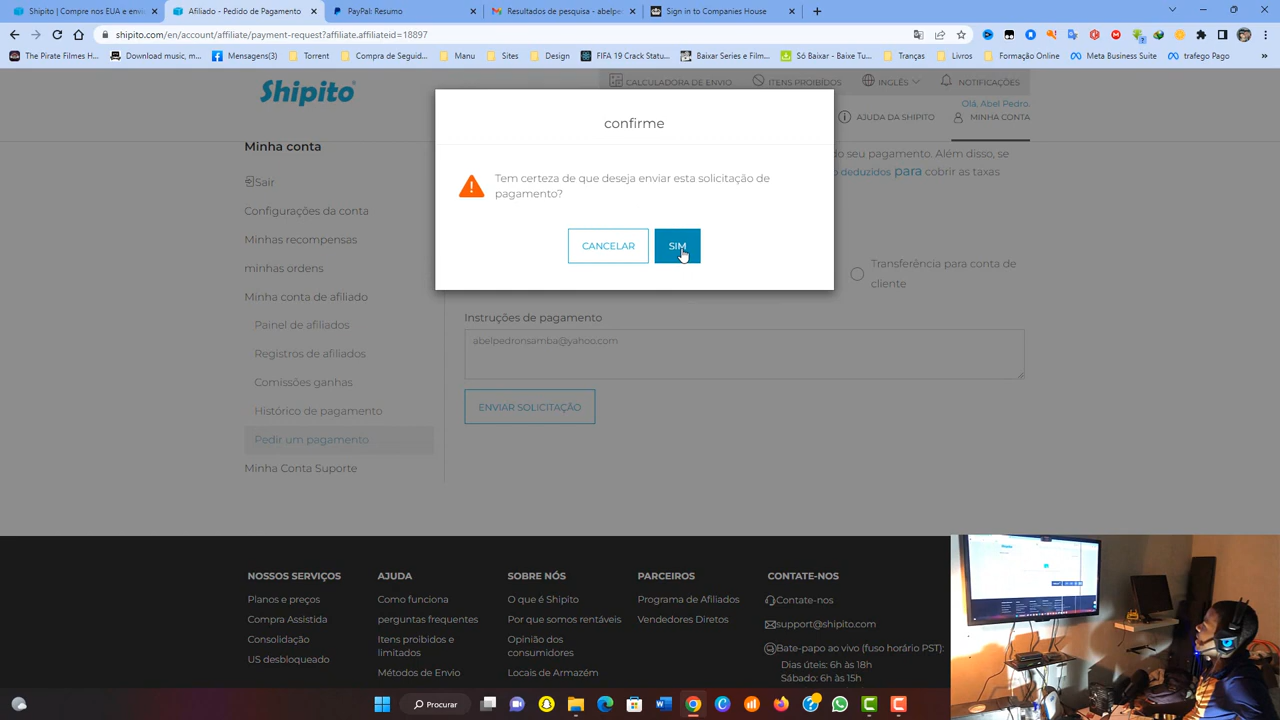 Shipito | Compre nos EUA e envie
Afiliado - Pedido de Pagamento |
PayPal: Resumo
Resultados de pesquisa - abelpe
Sign in to Companies House
shipito.com/en/account/affiliate/payment-request?affiliate.affiliateid=18897
The Pirate Filmes H...
Download music, m...
Mensagens(3)
Torrent
Compra de Seguid...
Manu
Sites
Design
FIFA 19 Crack Statu...
Baixar Series e Film...
Só Baixar - Baixe Tu...
Tranças
Livros
Formação Online
Meta Business Suite
trafego Pago
»
Shipito
CALCULADORA DE ENVIO
ITENS PROIBIDOS
INGLÊS
NOTIFICAÇÕES
Olá, Abel Pedro.
AJUDA DA SHIPITO
MINHA CONTA
confirme
Tem certeza de que deseja enviar esta solicitação de
pagamento?
CANCELAR
SIM
do seu pagamento. Além disso, se
deduzidos para cobrir as taxas
Transferência para conta de
cliente
Minha conta
Sair
Configurações da conta
Minhas recompensas
minhas ordens
Minha conta de afiliado
Painel de afiliados
Registros de afiliados
Comissões ganhas
Histórico de pagamento
Pedir um pagamento
Minha Conta Suporte
Instruções de pagamento
abelpedronsamba@yahoo.com
ENVIAR SOLICITAÇÃO
NOSSOS SERVIÇOS
Planos e preços
Compra Assistida
Consolidação
US desbloqueado
AJUDA
Como funciona
perguntas frequentes
Itens proibidos e
limitados
Métodos de Envio
SOBRE NÓS
O que é Shipito
Por que somos rentáveis
Opinião dos
consumidores
Locais de Armazém
PARCEIROS
Programa de Afiliados
Vendedores Diretos
CONTATE-NOS
Contate-nos
support@shipito.com
Bate-papo ao vivo (fuso horário PST):
Dias úteis: 6h às 18h
Sábado: 6h às 15h
Procurar